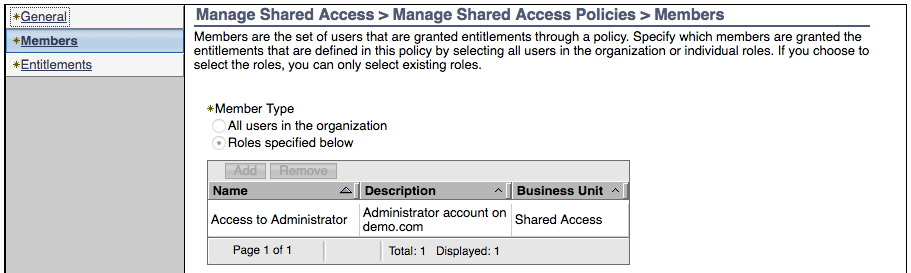 *General
*Members
*Entitlements
Manage Shared Access > Manage Shared Access Policies > Members
Members are the set of users that are granted entitlements through a policy. Specify which members are granted the
entitlements that are defined in this policy by selecting all users in the organization or individual roles. If you choose to
select the roles, you can only select existing roles.
*Member Type
All users in the organization
Roles specified below
Add Remove
Name Description Business Unit
Access to Administrator Administrator account on demo.com Shared Access
Page 1 of 1 Total: 1 Displayed: 1